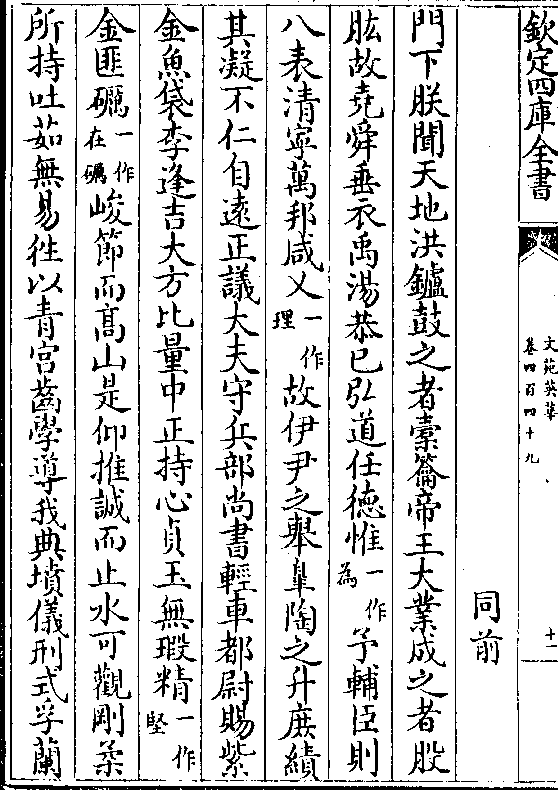 欽定四庫全書
文苑英華
卷四百四十九
十一
同前
門下朕聞天地洪鑪鼓之者橐籥帝王大業成之者股
肱故堯舜垂衣禹湯恭已弘道任徳惟一作為予輔臣則
八表清寧萬邦咸乂一作理故伊尹之舉臯陶之升庶績
其凝不仁自遠正議大夫守兵部尚書輕車都尉賜紫
金魚袋李逢吉大方比量中正持心貞玉無瑕精一作堅
金匪礪一作在礪峻節而髙山是仰推誠而止水可觀剛柔
所持吐茹無易徃以青宫齒學導我典墳儀刑式孚蘭